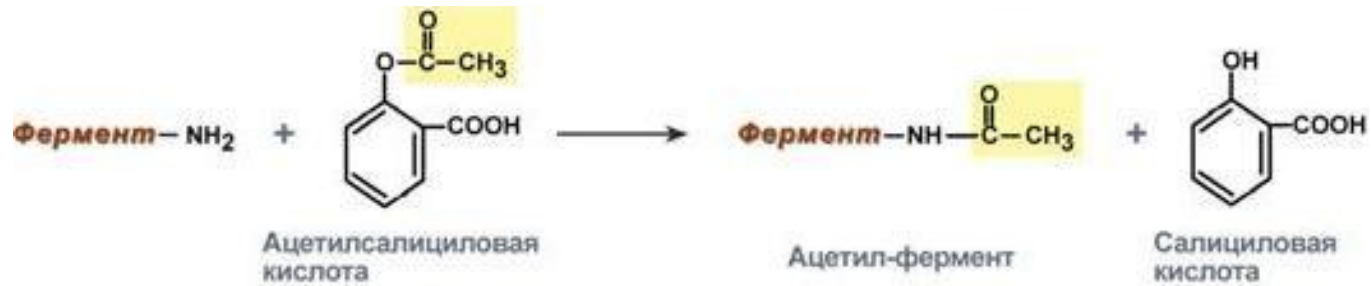 Фермент–NH₂ + O–C–CH₃ O COOH → Фермент–NH–C–CH₃ O + OH COOH
Ацетилсалициловая
кислота
Ацетил-фермент
Салициловая
кислота